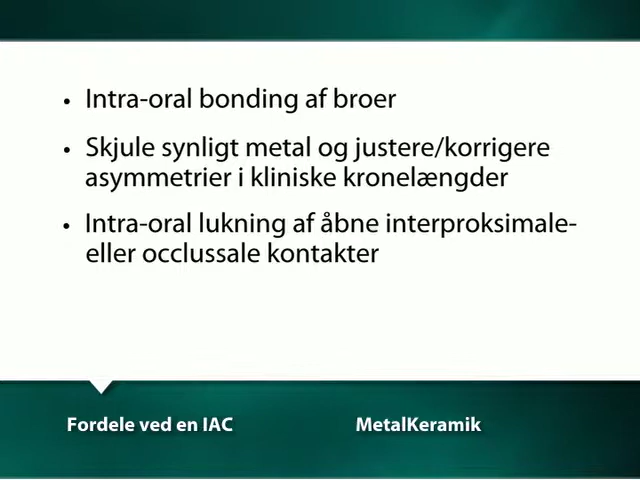 • Intra-oral bonding af broer
• Skjule synligt metal og justere/korrigere
asymmetrier i kliniske kronelængder
• Intra-oral lukning af åbne interproksimale-
eller occlussale kontakter
Fordele ved en IAC
MetalKeramik